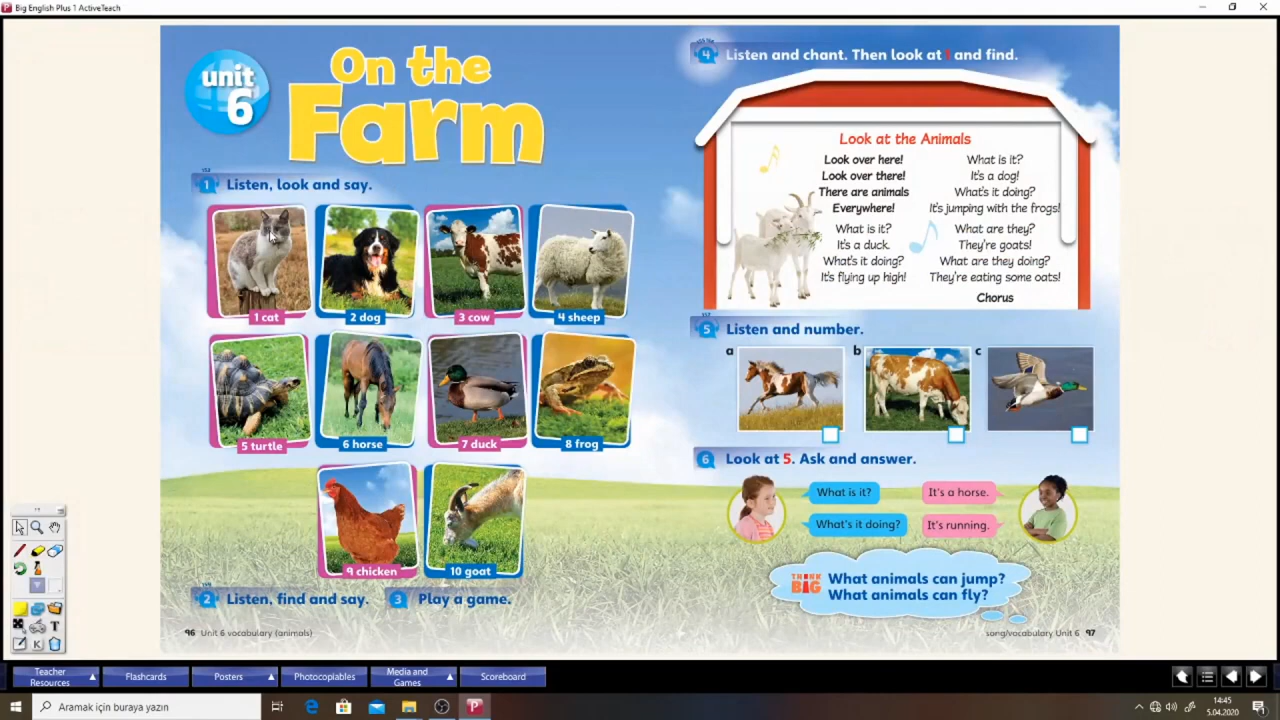 Big English Plus 1 ActiveTeach
unit
6
On the
Farm
1 Listen, look and say.
1 cat
2 dog
3 cow
4 sheep
5 turtle
6 horse
7 duck
8 frog
9 chicken
10 goat
2 Listen, find and say.
3 Play a game.
96 Unit 6 vocabulary (animals)
4 Listen and chant. Then look at 1 and find.
Look at the Animals
Look over here!
Look over there!
There are animals
Everywhere!
What is it?
It's a duck.
What's it doing?
It's flying up high!
What is it?
It's a dog!
What's it doing?
It's jumping with the frogs!
What are they?
They're goats!
What are they doing?
They're eating some oats!
Chorus
5 Listen and number.
a
b
c
6 Look at 5. Ask and answer.
What is it?
It's a horse.
What's it doing?
It's running.
THINK
BIG
What animals can jump?
What animals can fly?
song/vocabulary Unit 6 97
Teacher
Resources
Flashcards
Posters
Photocopiables
Media and
Games
Scoreboard
Aramak için buraya yazın
14:45
5.04.2020